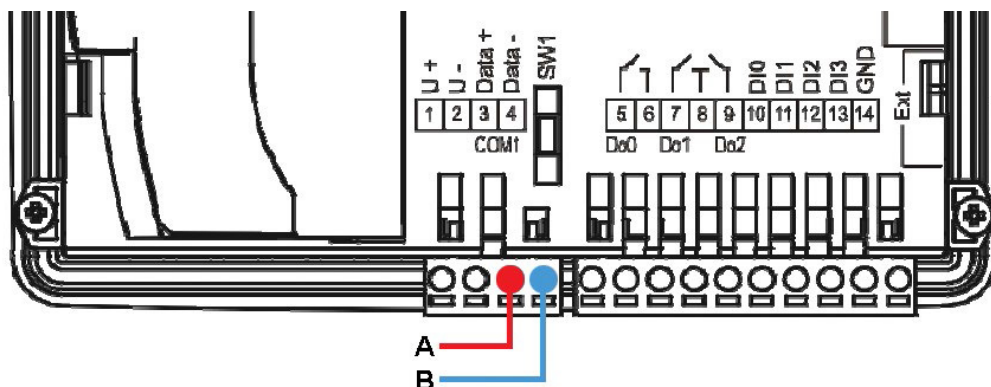 U + U - Data + Data - SW1
1 2 3 4
COM1
DI0 DI1 DI2 DI3 GND
5 6 7 8 9 10 11 12 13 14
Do0 Do1 Do2
Ext
A
B